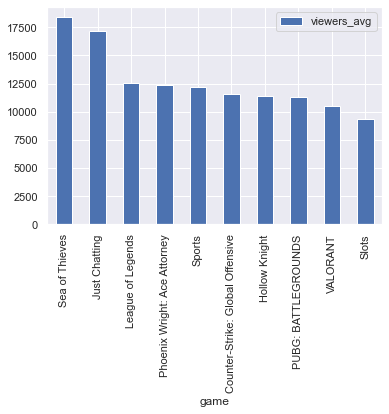 viewers_avg
17500
15000
12500
10000
7500
5000
2500
0
Sea of Thieves
Just Chatting
League of Legends
Phoenix Wright: Ace Attorney
Sports
Counter-Strike: Global Offensive
Hollow Knight
PUBG: BATTLEGROUNDS
VALORANT
Slots
game